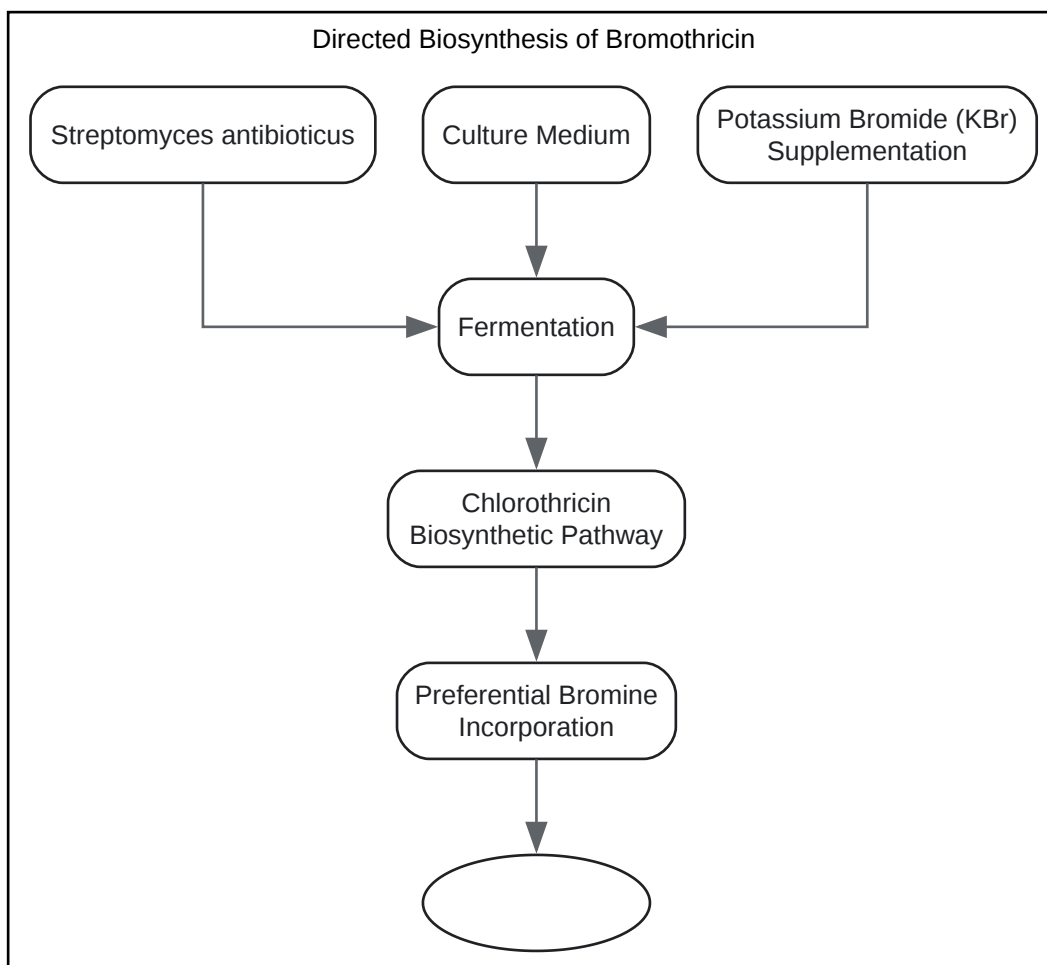 Directed Biosynthesis of Bromothricin
Streptomyces antibioticus
Culture Medium
Potassium Bromide (KBr)
Supplementation
Fermentation
Chlorothricin
Biosynthetic Pathway
Preferential Bromine
Incorporation